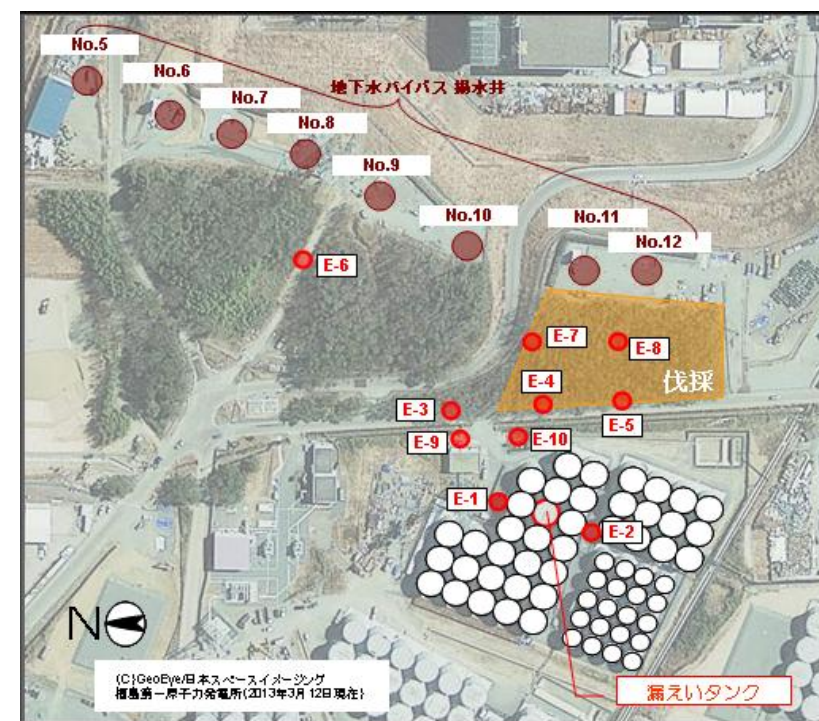 No.5
No.6
No.7
地下水バイパス 揚水井
No.8
No.9
No.10
No.11
No.12
E-6
E-7
E-8
伐採
E-4
E-3
E-5
E-9
E-10
E-1
E-2
N
(C)GeoEye/日本スペースイメージング
福島第一原子力発電所(2013年3月12日現在)
漏えいタンク